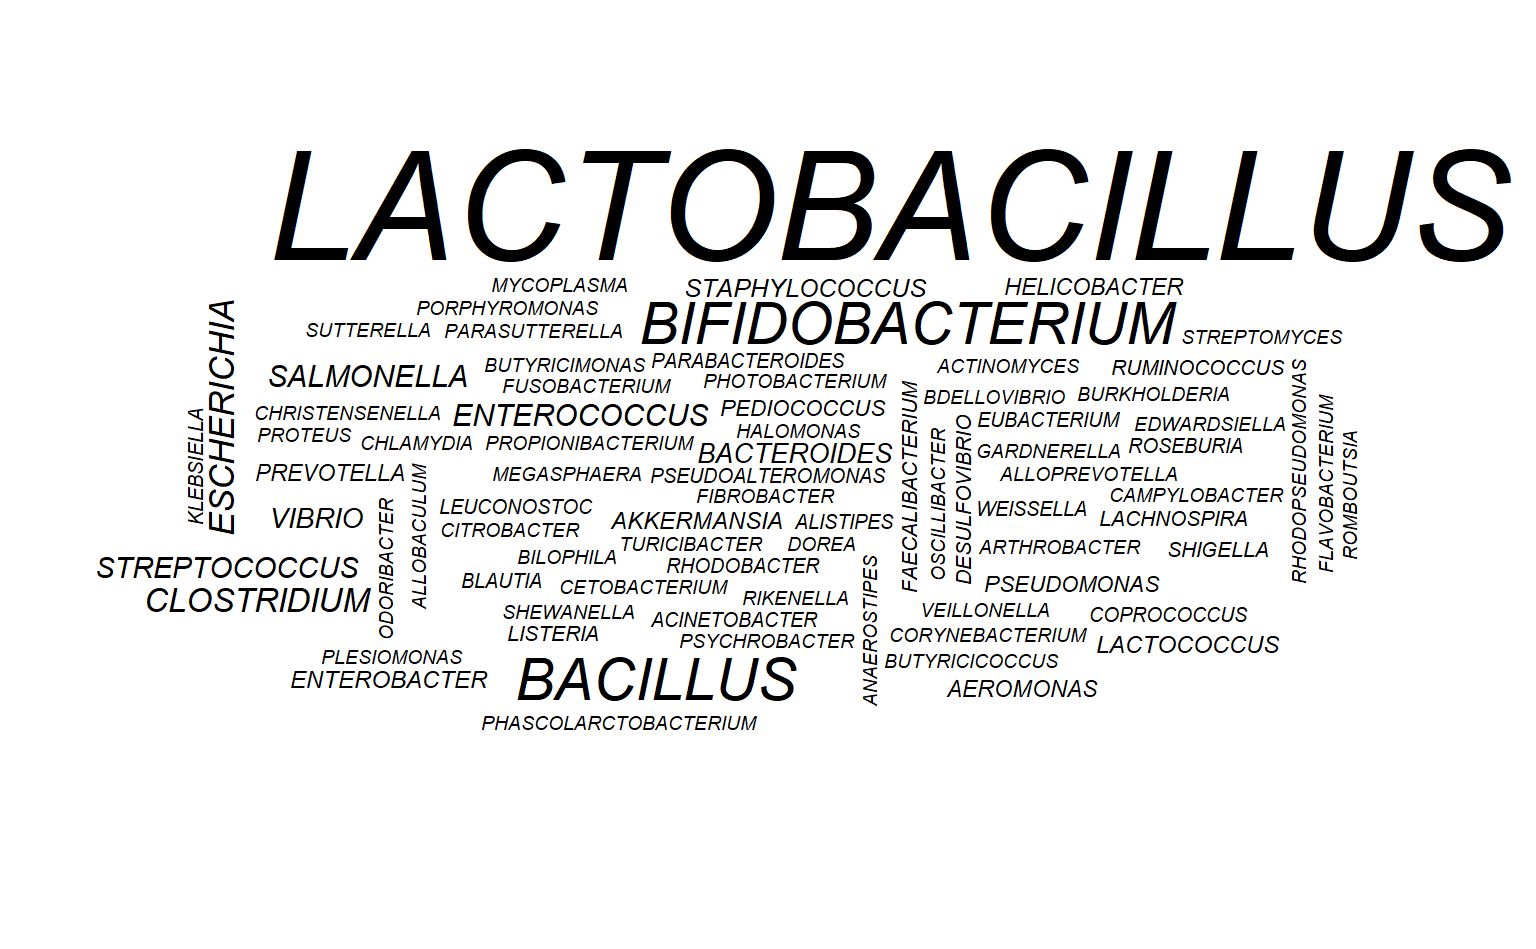 LACTOBACILLUS
MYCOPLASMA
STAPHYLOCOCCUS
HELICOBACTER
PORPHYROMONAS
BIFIDOBACTERIUM
SUTTERELLA
PARASUTTERELLA
STREPTOMYCES
ESCHERICHIA
KLEBSIELLA
SALMONELLA
BUTYRICIMONAS
PARABACTEROIDES
ACTINOMYCES
RUMINOCOCCUS
FUSOBACTERIUM
PHOTOBACTERIUM
BDELLOVIBRIO
BURKHOLDERIA
CHRISTENSENELLA
ENTEROCOCCUS
PEDIOCOCCUS
EUBACTERIUM
EDWARDSIELLA
PROTEUS
CHLAMYDIA
PROPIONIBACTERIUM
HALOMONAS
BACTEROIDES
GARDNERELLA
ROSEBURIA
PREVOTELLA
MEGASPHAERA
PSEUDOALTEROMONAS
ALLOPREVOTELLA
FIBROBACTER
CAMPYLOBACTER
FAECALIBACTERIUM
OSCILLIBACTER
DESULFOVIBRIO
RHODOPSEUDOMONAS
FLAVOBACTERIUM
ROMBOUTSIA
VIBRIO
ODORIBACTER
ALLOBACULUM
LEUCONOSTOC
CITROBACTER
AKKERMANSIA
ALISTIPES
WEISSELLA
LACHNOSPIRA
TURICIBACTER
DOREA
ARTHROBACTER
SHIGELLA
STREPTOCOCCUS
BILOPHILA
RHODOBACTER
CLOSTRIDIUM
BLAUTIA
CETOBACTERIUM
RIKENELLA
PSEUDOMONAS
SHEWANELLA
ACINETOBACTER
VEILLONELLA
COPROCOCCUS
LISTERIA
PSYCHROBACTER
ANAEROSTIPES
CORYNEBACTERIUM
LACTOCOCCUS
PLESIOMONAS
BUTYRICICOCCUS
ENTEROBACTER
BACILLUS
AEROMONAS
PHASCOLARCTOBACTERIUM